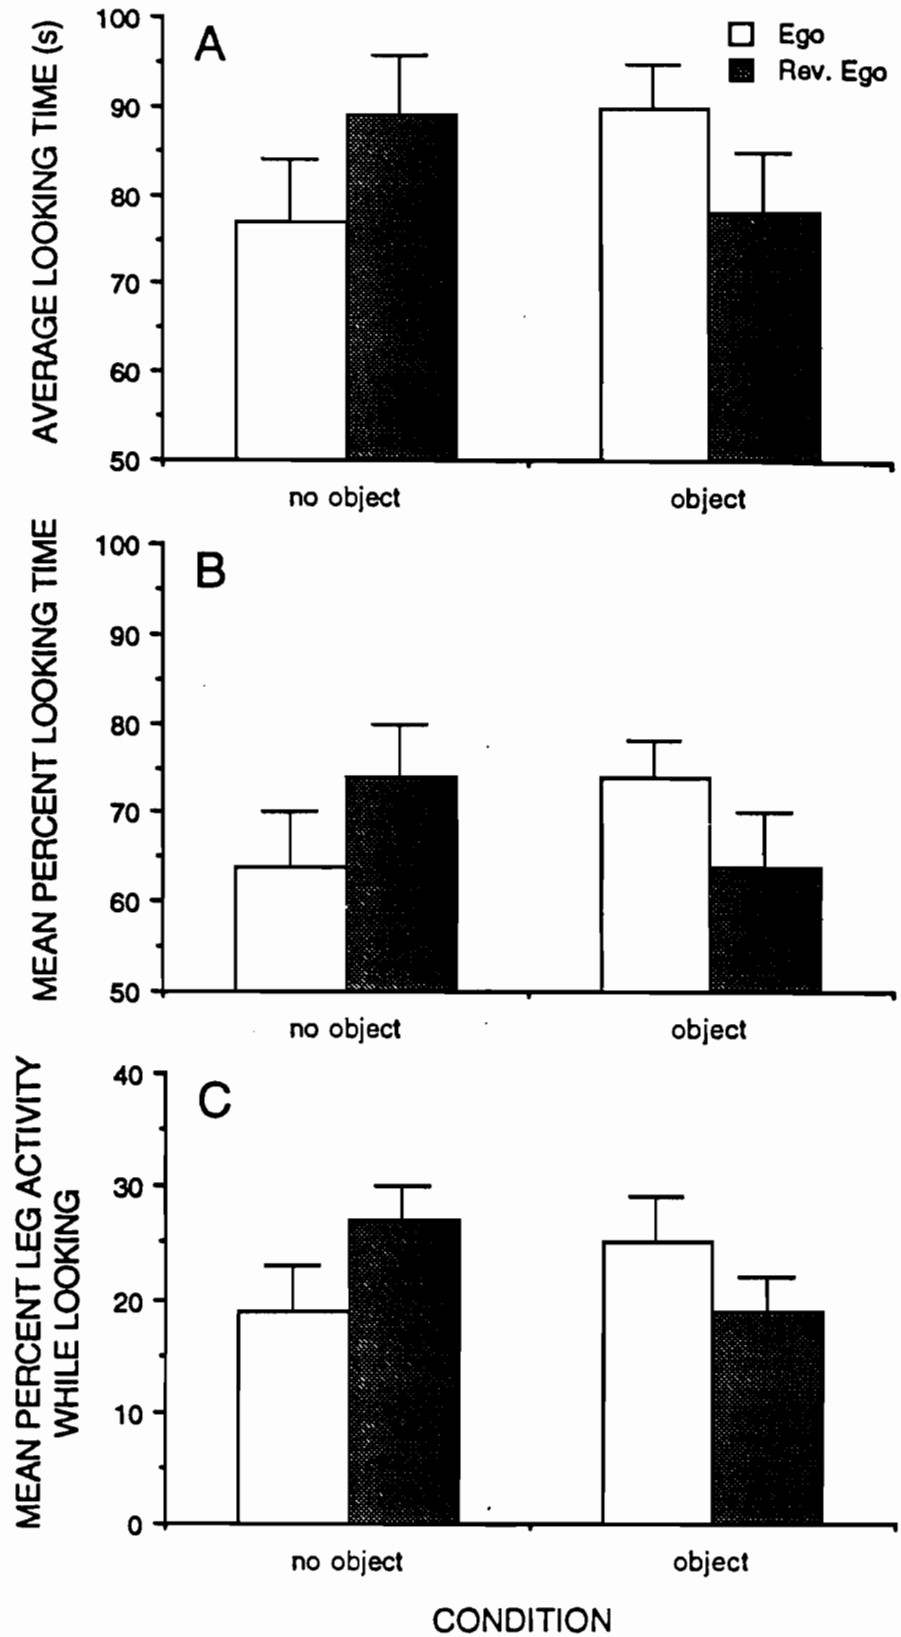 A
Ego
Rev. Ego
AVERAGE LOOKING TIME (s)
100
90
80
70
60
50
no object
object
B
MEAN PERCENT LOOKING TIME
100
90
80
70
60
50
no object
object
C
MEAN PERCENT LEG ACTIVITY
WHILE LOOKING
40
30
20
10
0
no object
object
CONDITION